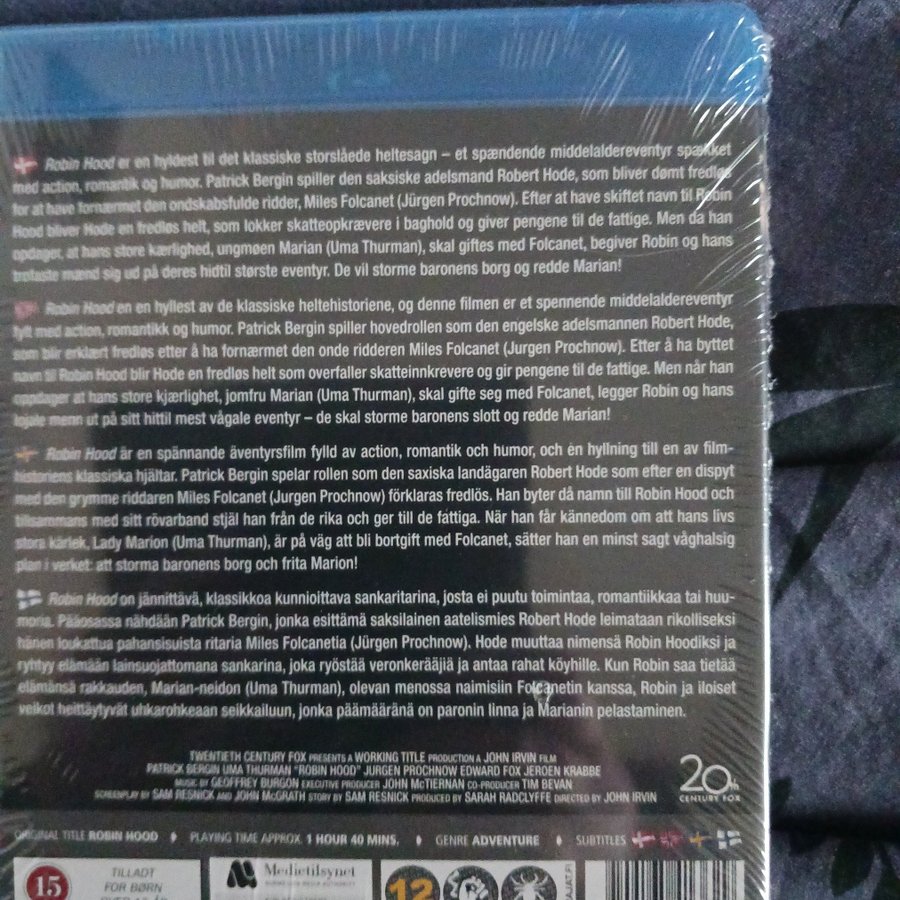 Robin Hood er en hyldest til det klassiske storslåede heltesagn – et spændende middelaldereventyr spækket
med action, romantik og humor. Patrick Bergin spiller den saksiske adelsmand Robert Hode, som bliver dømt fredløs
for at have fornærmet den ondskabsfulde ridder, Miles Folcanet (Jürgen Prochnow). Efter at have skiftet navn til Robin
Hood bliver Hode en fredløs helt, som lokker skatteopkrævere i baghold og giver pengene til de fattige. Men da han
opdager, at hans store kærlighed, ungmøen Marian (Uma Thurman), skal giftes med Folcanet, begiver Robin og hans
trofaste mænd sig ud på deres hidtil største eventyr. De vil storme baronens borg og redde Marian!
Robin Hood en en hyllest av de klassiske heltehistoriene, og denne filmen er et spennende middelaldereventyr
fylt med action, romantikk og humor. Patrick Bergin spiller hovedrollen som den engelske adelsmannen Robert Hode,
som blir erklært fredløs etter å ha fornærmet den onde ridderen Miles Folcanet (Jurgen Prochnow). Etter å ha byttet
navn til Robin Hood blir Hode en fredløs helt som overfaller skatteinnkrevere og gir pengene til de fattige. Men når han
oppdager at hans store kjærlighet, jomfru Marian (Uma Thurman), skal gifte seg med Folcanet, legger Robin og hans
lojale menn ut på sitt hittil mest vågale eventyr – de skal storme baronens slott og redde Marian!
Robin Hood är en spännande äventyrsfilm fylld av action, romantik och humor, och en hyllning till en av film-
historiens klassiska hjältar. Patrick Bergin spelar rollen som den saxiska landägaren Robert Hode som efter en dispyt
med den grymme riddaren Miles Folcanet (Jurgen Prochnow) förklaras fredlös. Han byter då namn till Robin Hood och
tillsammans med sitt rövarband stjäl han från de rika och ger till de fattiga. När han får kännedom om att hans livs
stora kärlek, Lady Marion (Uma Thurman), är på väg att bli bortgift med Folcanet, sätter han en minst sagt våghalsig
plan i verket: att storma baronens borg och frita Marion!
Robin Hood on jännittävä, klassikkoa kunnioittava sankaritarina, josta ei puutu toimintaa, romantiikkaa tai huu-
moria. Pääosassa nähdään Patrick Bergin, jonka esittämä saksilainen aatelismies Robert Hode leimataan rikolliseksi
hänen loukattua pahansisuista ritaria Miles Folcanetia (Jürgen Prochnow). Hode muuttaa nimensä Robin Hoodiksi ja
ryhtyy elämään lainsuojattomana sankarina, joka ryöstää veronkerääjiä ja antaa rahat köyhille. Kun Robin saa tietää
elämänsä rakkauden, Marian-neidon (Uma Thurman), olevan menossa naimisiin Folcanetin kanssa, Robin ja iloiset
veikot heittäytyvät uhkarohkeaan seikkailuun, jonka päämääränä on paronin linna ja Marianin pelastaminen.
TWENTIETH CENTURY FOX PRESENTS A WORKING TITLE PRODUCTION A JOHN IRVIN FILM
PATRICK BERGIN UMA THURMAN "ROBIN HOOD" JURGEN PROCHNOW EDWARD FOX JEROEN KRABBE
MUSIC BY GEOFFREY BURGON EXECUTIVE PRODUCER JOHN McTIERNAN CO-PRODUCER TIM BEVAN
SCREENPLAY BY SAM RESNICK AND JOHN McGRATH STORY BY SAM RESNICK PRODUCED BY SARAH RADCLYFFE DIRECTED BY JOHN IRVIN
20th
CENTURY FOX
ORIGINAL TITLE ROBIN HOOD ♦ PLAYING TIME APPROX. 1 HOUR 40 MINS. ♦ GENRE ADVENTURE ♦ SUBTITLES
15
TILLADT
FOR BØRN
OVER 15 ÅR
Medietilsynet
12